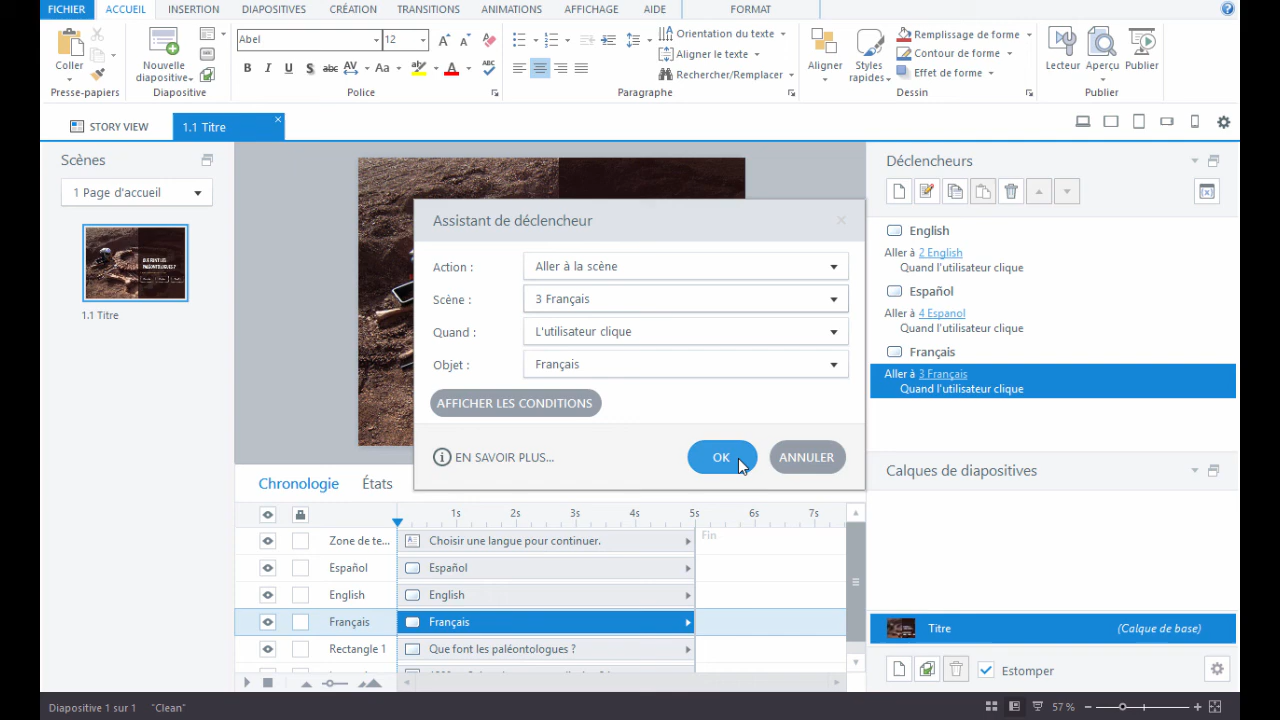 FICHIER ACCUEIL INSERTION DIAPOSITIVES CRÉATION TRANSITIONS ANIMATIONS AFFICHAGE AIDE FORMAT
Coller
Presse-papiers
Nouvelle
diapositive
Diapositive
Abel 12
B I U S abc AV Aa A ABC
Police
Orientation du texte
Aligner le texte
Rechercher/Remplacer
Paragraphe
Aligner
Styles
rapides
Remplissage de forme
Contour de forme
Effet de forme
Dessin
Lecteur Aperçu Publier
Publier
STORY VIEW 1.1 Titre
Scènes
1 Page d'accueil
1.1 Titre
Assistant de déclencheur
Action : Aller à la scène
Scène : 3 Français
Quand : L'utilisateur clique
Objet : Français
AFFICHER LES CONDITIONS
EN SAVOIR PLUS...
OK ANNULER
Déclencheurs
English
Aller à 2 English
Quand l'utilisateur clique
Español
Aller à 4 Espanol
Quand l'utilisateur clique
Français
Aller à 3 Français
Quand l'utilisateur clique
Calques de diapositives
Titre (Calque de base)
Estomper
Chronologie États
1s 2s 3s 4s 5s 6s 7s
Fin
Zone de te... Choisir une langue pour continuer.
Español Español
English English
Français Français
Rectangle 1 Que font les paléontologues ?
Diapositive 1 sur 1 "Clean" 57 %